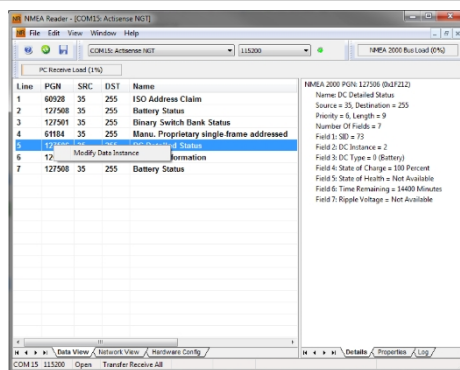 NMEA Reader - [COM15: Actisense NGT]
File Edit View Window Help
COM15: Actisense NGT 115200 NMEA 2000 Bus Load (0%)
PC Receive Load (1%)
Line PGN SRC DST Name
1 60928 35 255 ISO Address Claim
2 127508 35 255 Battery Status
3 127501 35 255 Binary Switch Bank Status
4 61184 35 255 Manu. Proprietary single-frame addressed
5 127506 35 255 DC Detailed Status
Modify Data Instance
6 12 formation
7 127508 35 255 Battery Status
NMEA 2000 PGN: 127506 (0x1F212)
Name: DC Detailed Status
Source = 35, Destination = 255
Priority = 6, Length = 9
Number Of Fields = 7
Field 1: SID = 73
Field 2: DC Instance = 2
Field 3: DC Type = 0 (Battery)
Field 4: State of Charge = 100 Percent
Field 5: State of Health = Not Available
Field 6: Time Remaining = 14400 Minutes
Field 7: Ripple Voltage = Not Available
Data View Network View Hardware Config
Details Properties Log
COM 15 115200 Open Transfer Receive All